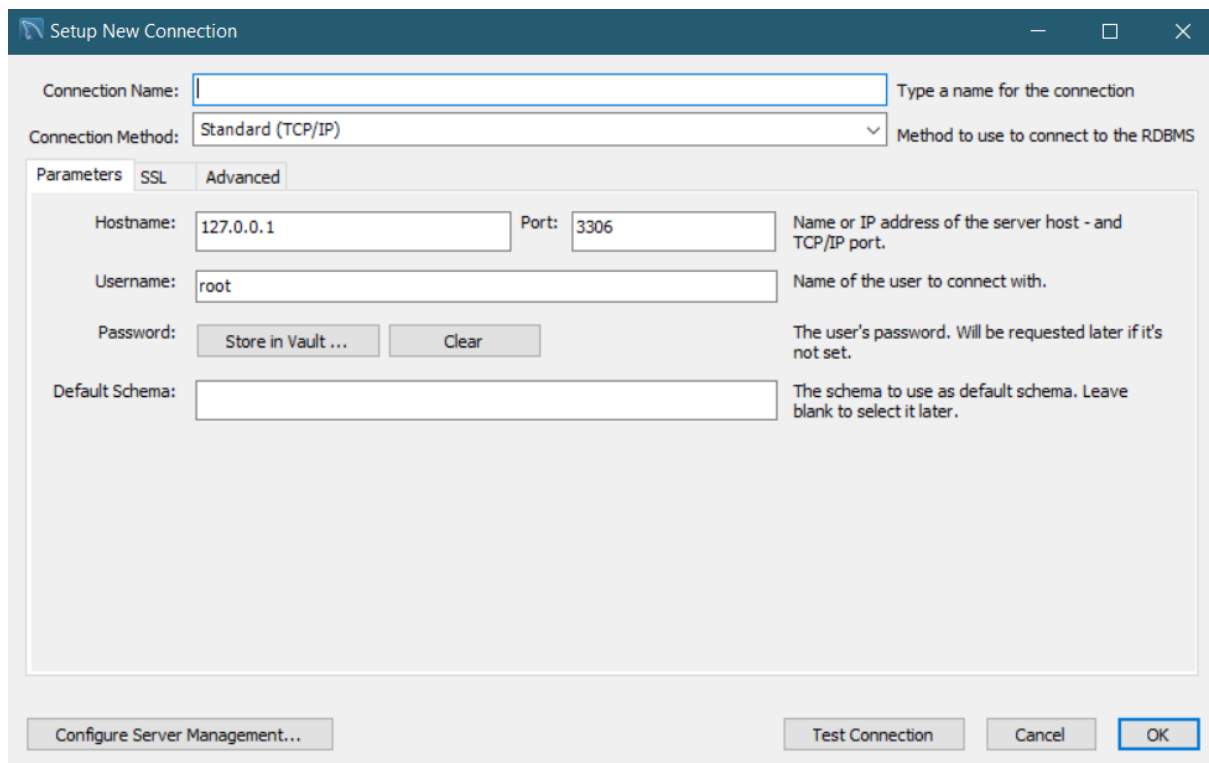 Setup New Connection
Connection Name:
Type a name for the connection
Connection Method:
Standard (TCP/IP)
Method to use to connect to the RDBMS
Parameters
SSL
Advanced
Hostname:
127.0.0.1
Port:
3306
Name or IP address of the server host - and
TCP/IP port.
Username:
root
Name of the user to connect with.
Password:
Store in Vault ...
Clear
The user's password. Will be requested later if it's
not set.
Default Schema:
The schema to use as default schema. Leave
blank to select it later.
Configure Server Management...
Test Connection
Cancel
OK